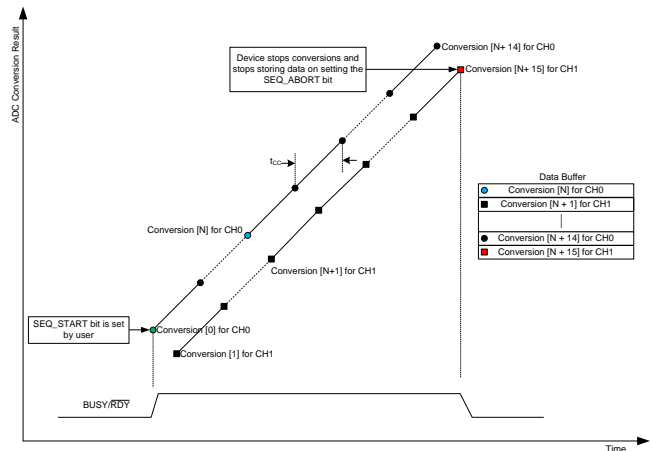 ADC Conversion Result
Conversion [N+ 14] for CH0
Device stops conversions and
stops storing data on setting the
SEQ_ABORT bit
Conversion [N+ 15] for CH1
tCC
Data Buffer
Conversion [N] for CH0
Conversion [N + 1] for CH1
Conversion [N + 14] for CH0
Conversion [N + 15] for CH1
Conversion [N] for CH0
Conversion [N+1] for CH1
SEQ_START bit is set
by user
Conversion [0] for CH0
Conversion [1] for CH1
BUSY/RDY
Time